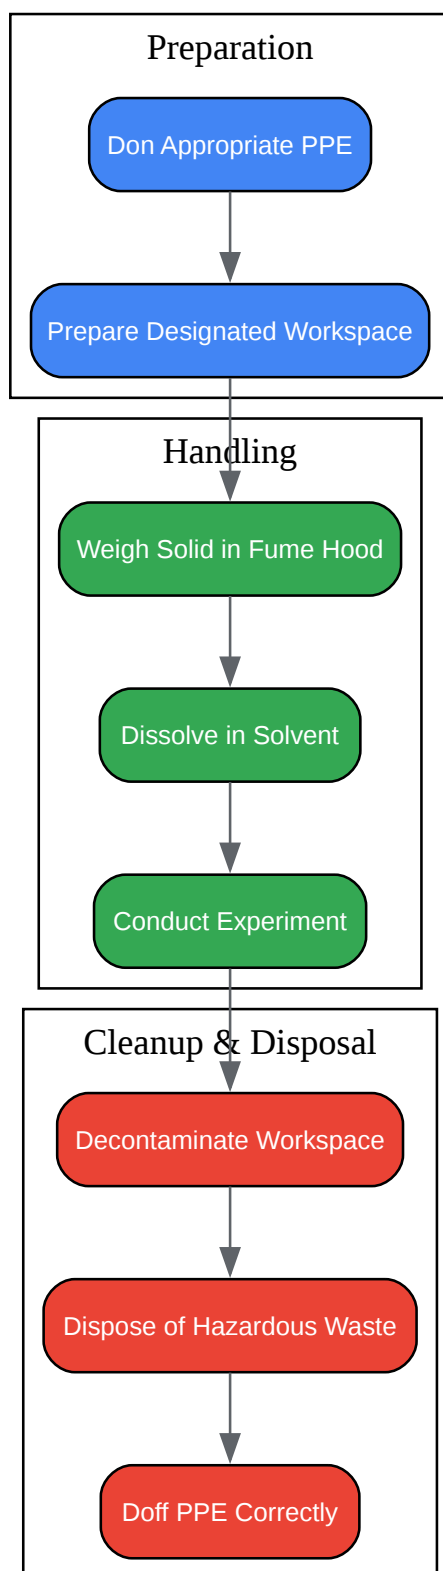 Preparation
Don Appropriate PPE
Prepare Designated Workspace
Handling
Weigh Solid in Fume Hood
Dissolve in Solvent
Conduct Experiment
Cleanup & Disposal
Decontaminate Workspace
Dispose of Hazardous Waste
Doff PPE Correctly